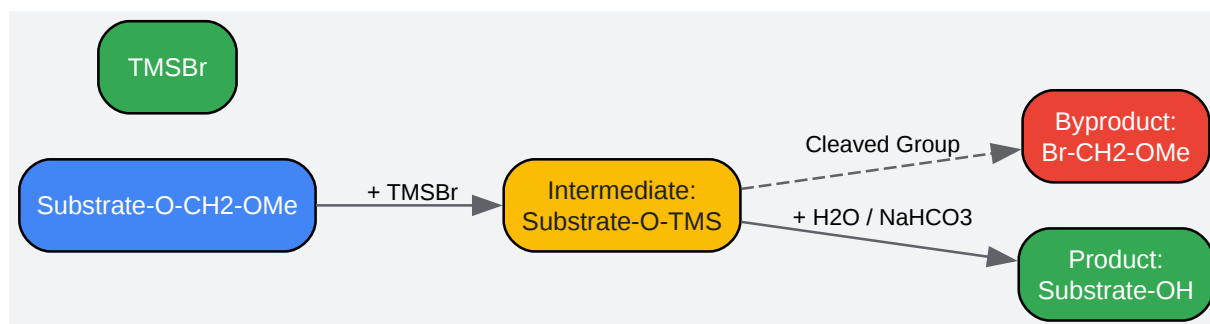 TMSBr
Substrate-O-CH2-OMe
+ TMSBr
Intermediate:
Substrate-O-TMS
Cleaved Group
+ H2O / NaHCO3
Byproduct:
Br-CH2-OMe
Product:
Substrate-OH